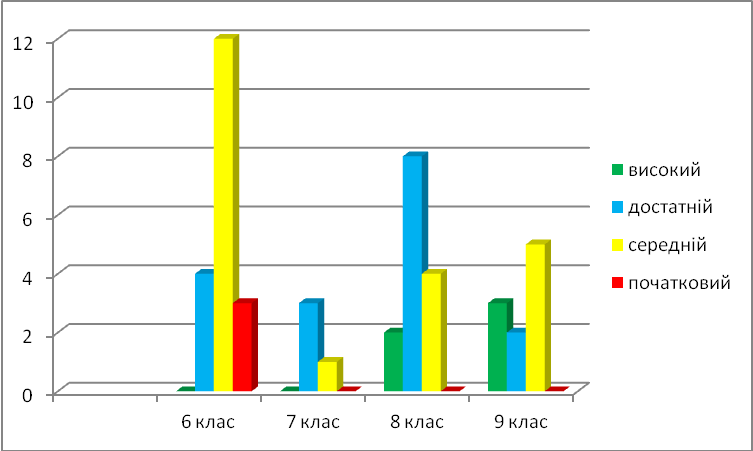 12
10
8
6
4
2
0
6 клас 7 клас 8 клас 9 клас
високий
достатній
середній
початковий